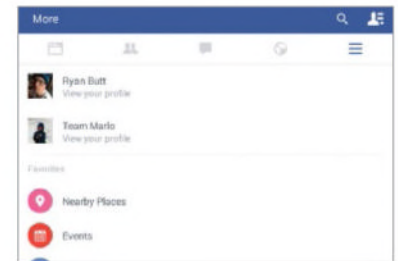 More
Ryan Butt
View your profile
Team Marlo
View your profile
Favorites
Nearby Places
Events